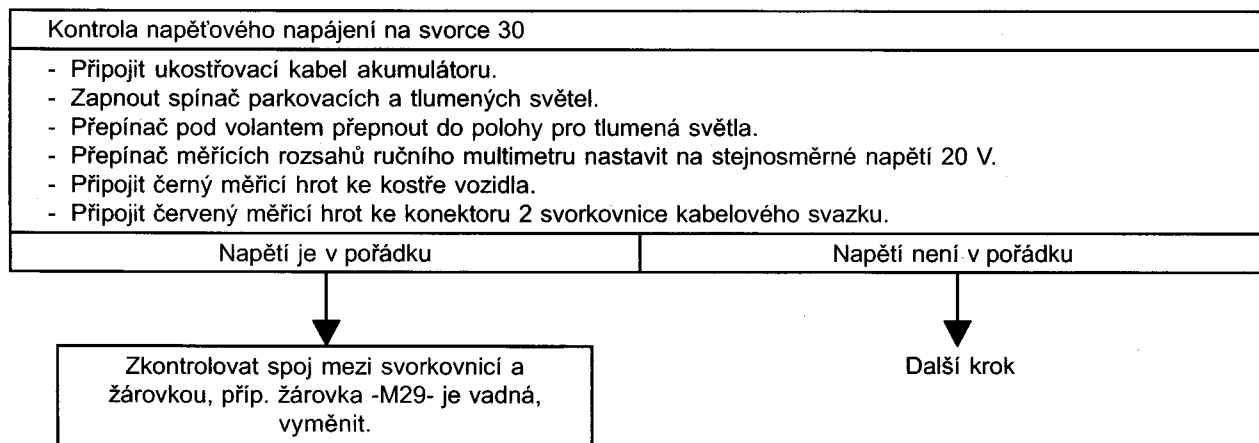 Kontrola napěťového napájení na svorce 30
- Připojit ukostřovací kabel akumulátoru.
- Zapnout spínač parkovacích a tlumených světel.
- Přepínač pod volantem přepnout do polohy pro tlumená světla.
- Přepínač měřících rozsahů ručního multimetru nastavit na stejnosměrné napětí 20 V.
- Připojit černý měřicí hrot ke kostře vozidla.
- Připojit červený měřicí hrot ke konektoru 2 svorkovnice kabelového svazku.
Napětí je v pořádku
Napětí není v pořádku
Zkontrolovat spoj mezi svorkovnicí a
žárovkou, příp. žárovka -M29- je vadná,
vyměnit.
Další krok